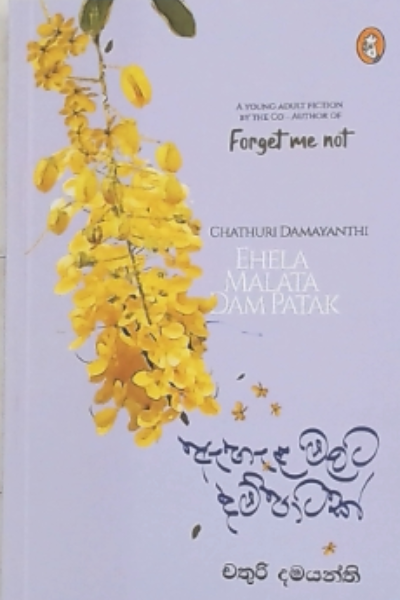 A YOUNG ADULT FICTION
BY THE CO - AUTHOR OF
Forget me not
CHATHURI DAMAYANTHI
EHELA
MALATA
DAM PATAK
ඇහැළ මලට
දම්පාටක්
චතුරි දමයන්ති